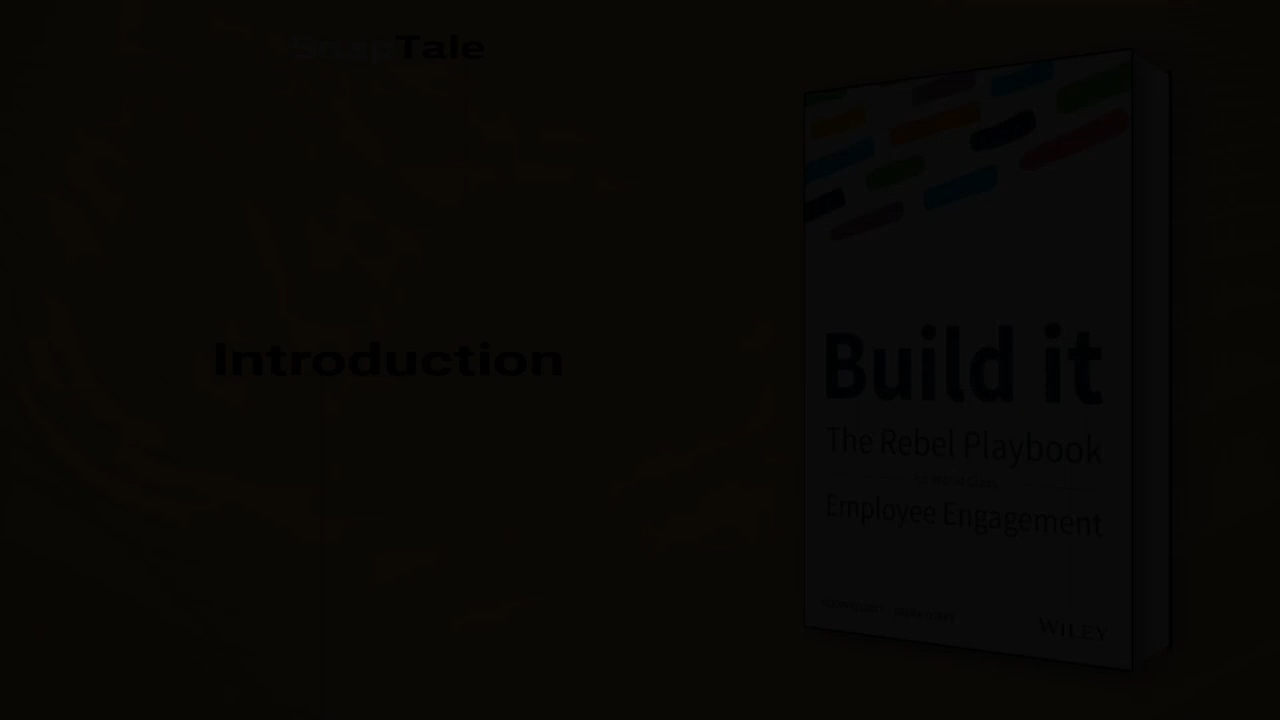 SnapTale
Introduction
Build it
The Rebel Playbook
Employee Engagement
WILEY